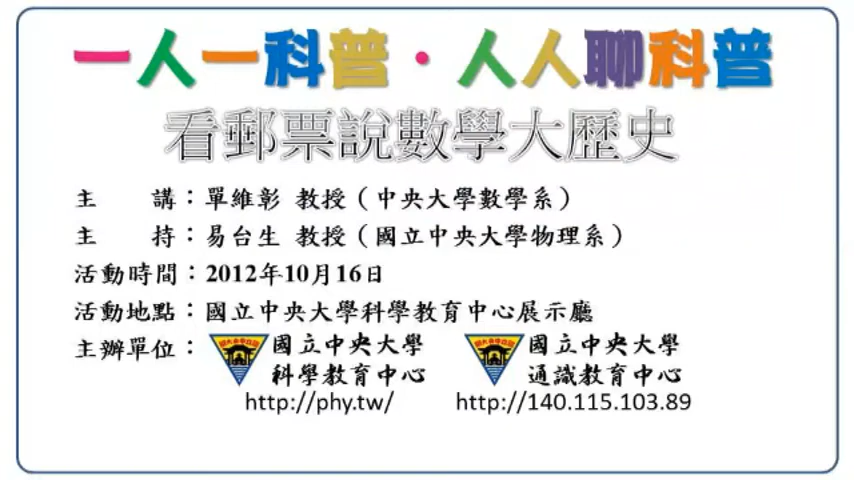 一人一科普·人人聊科普
看郵票說數學大歷史
主　　講：單維彰 教授（中央大學數學系）
主　　持：易台生 教授（國立中央大學物理系）
活動時間：2012年10月16日
活動地點：國立中央大學科學教育中心展示廳
主辦單位：
國立中央大學
科學教育中心
http://phy.tw/
國立中央大學
通識教育中心
http://140.115.103.89